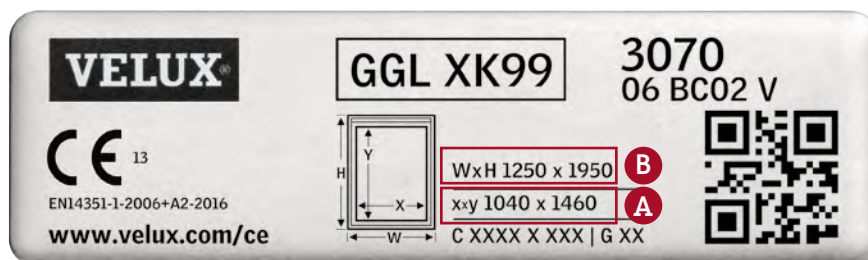 VELUX®
GGL XK99
3070
06 BC02 V
CE 13
EN14351-1-2006+A2-2016
www.velux.com/ce
H
Y
X
W
WxH 1250 x 1950
B
xxy 1040 x 1460
A
C XXXX X XXX | G XX